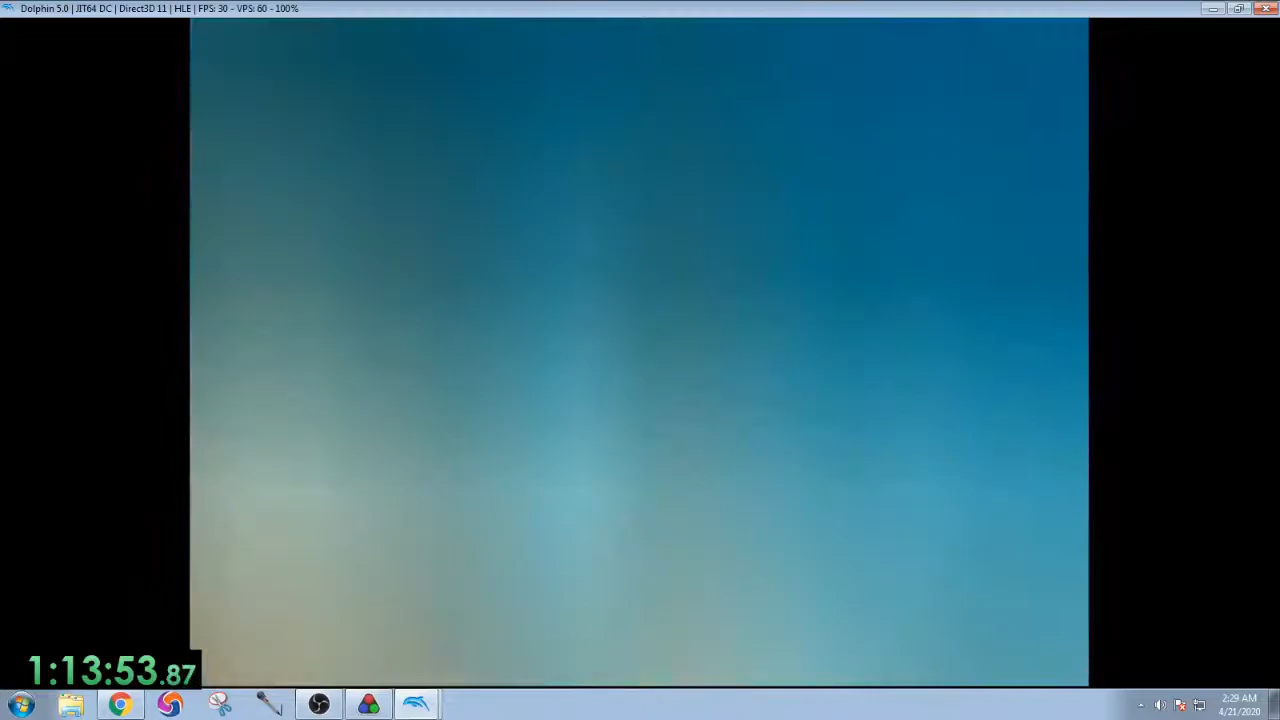 Dolphin 5.0 | JIT64 DC | Direct3D 11 | HLE | FPS: 30 - VPS: 60 - 100%
1:13:53.87
2:29 AM
4/21/2020